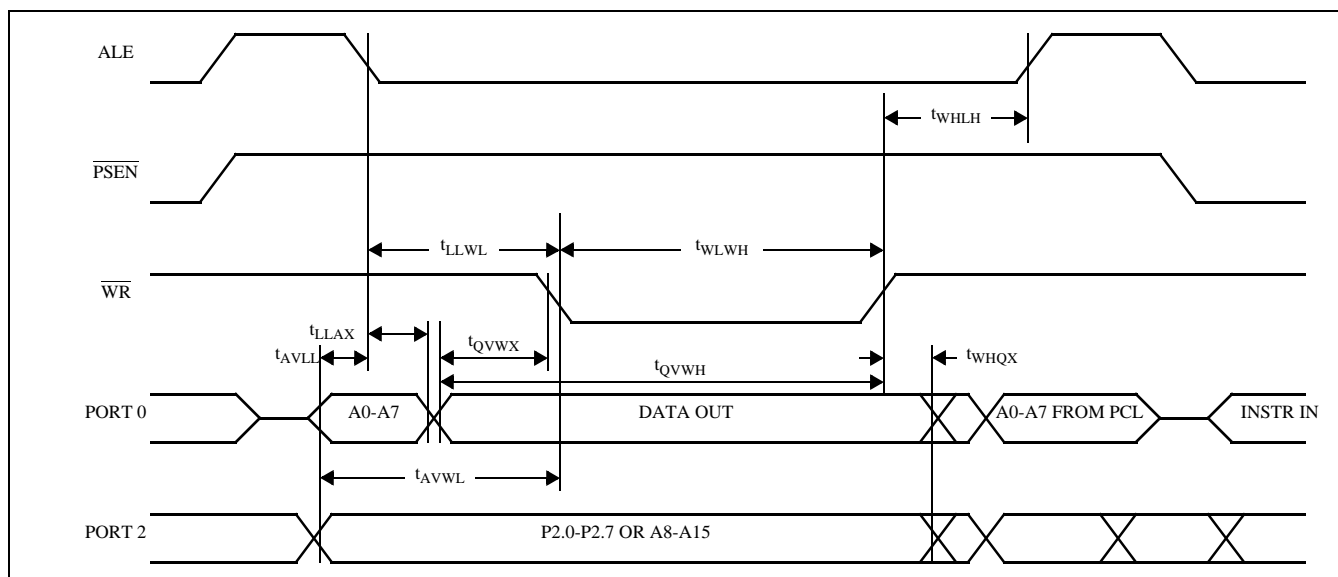 ALE
tWHLH
PSEN
tLLWL
tWLWH
WR
tLLAX
tAVLL
tQVWX
tWHQX
tQVWH
PORT 0
A0-A7
DATA OUT
A0-A7 FROM PCL
INSTR IN
tAVWL
PORT 2
P2.0-P2.7 OR A8-A15